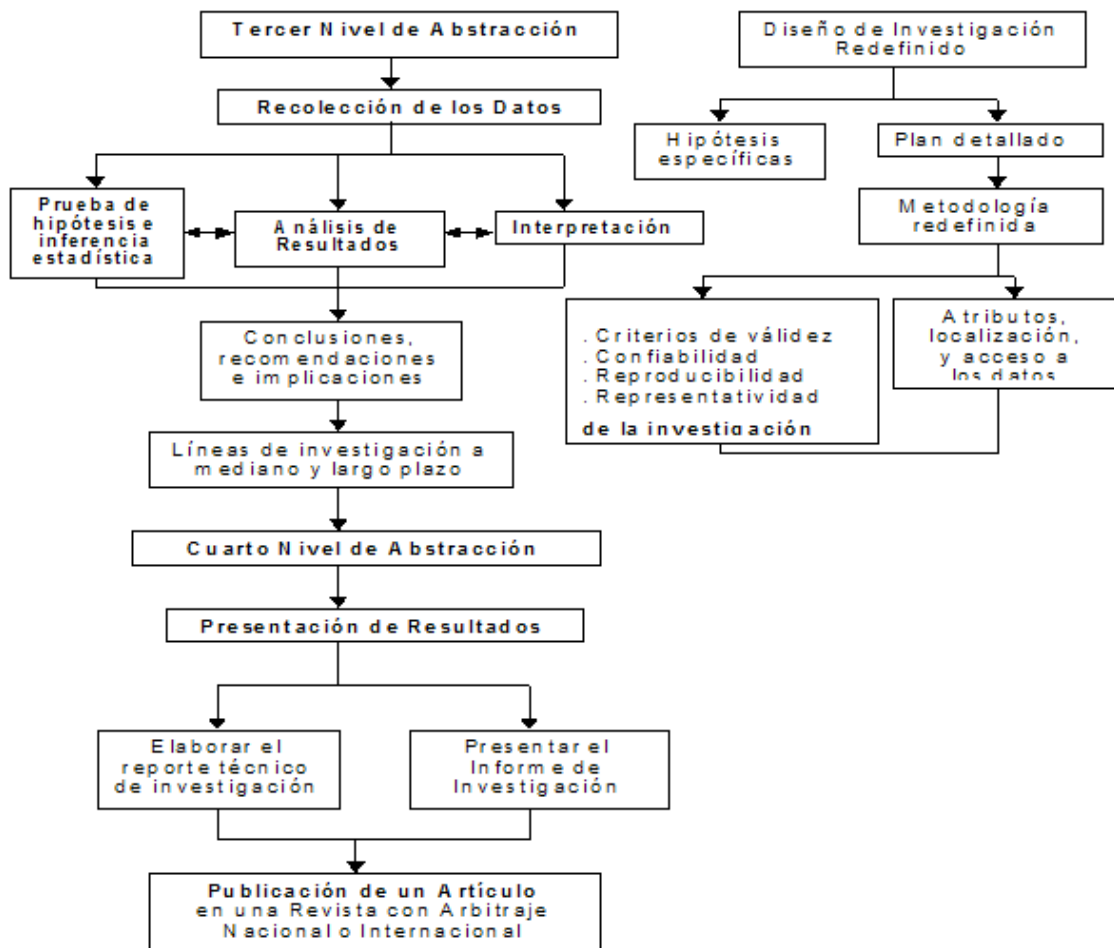 Tercer Nivel de Abstracción
Recolección de los Datos
Prueba de
hipótesis e
inferencia
estadística
Análisis de
Resultados
Interpretación
Conclusiones,
recomendaciones
e implicaciones
Líneas de investigación a
mediano y largo plazo
Cuarto Nivel de Abstracción
Presentación de Resultados
Elaborar el
reporte técnico
de investigación
Presentar el
Informe de
Investigación
Publicación de un Artículo
en una Revista con Arbitraje
Nacional o Internacional
Diseño de Investigación
Redefinido
Hipótesis
específicas
Plan detallado
Metodología
redefinida
. Criterios de válidez
. Confiabilidad
. Reproducibilidad
. Representatividad
de la investigación
Atributos,
localización,
y acceso a
los datos